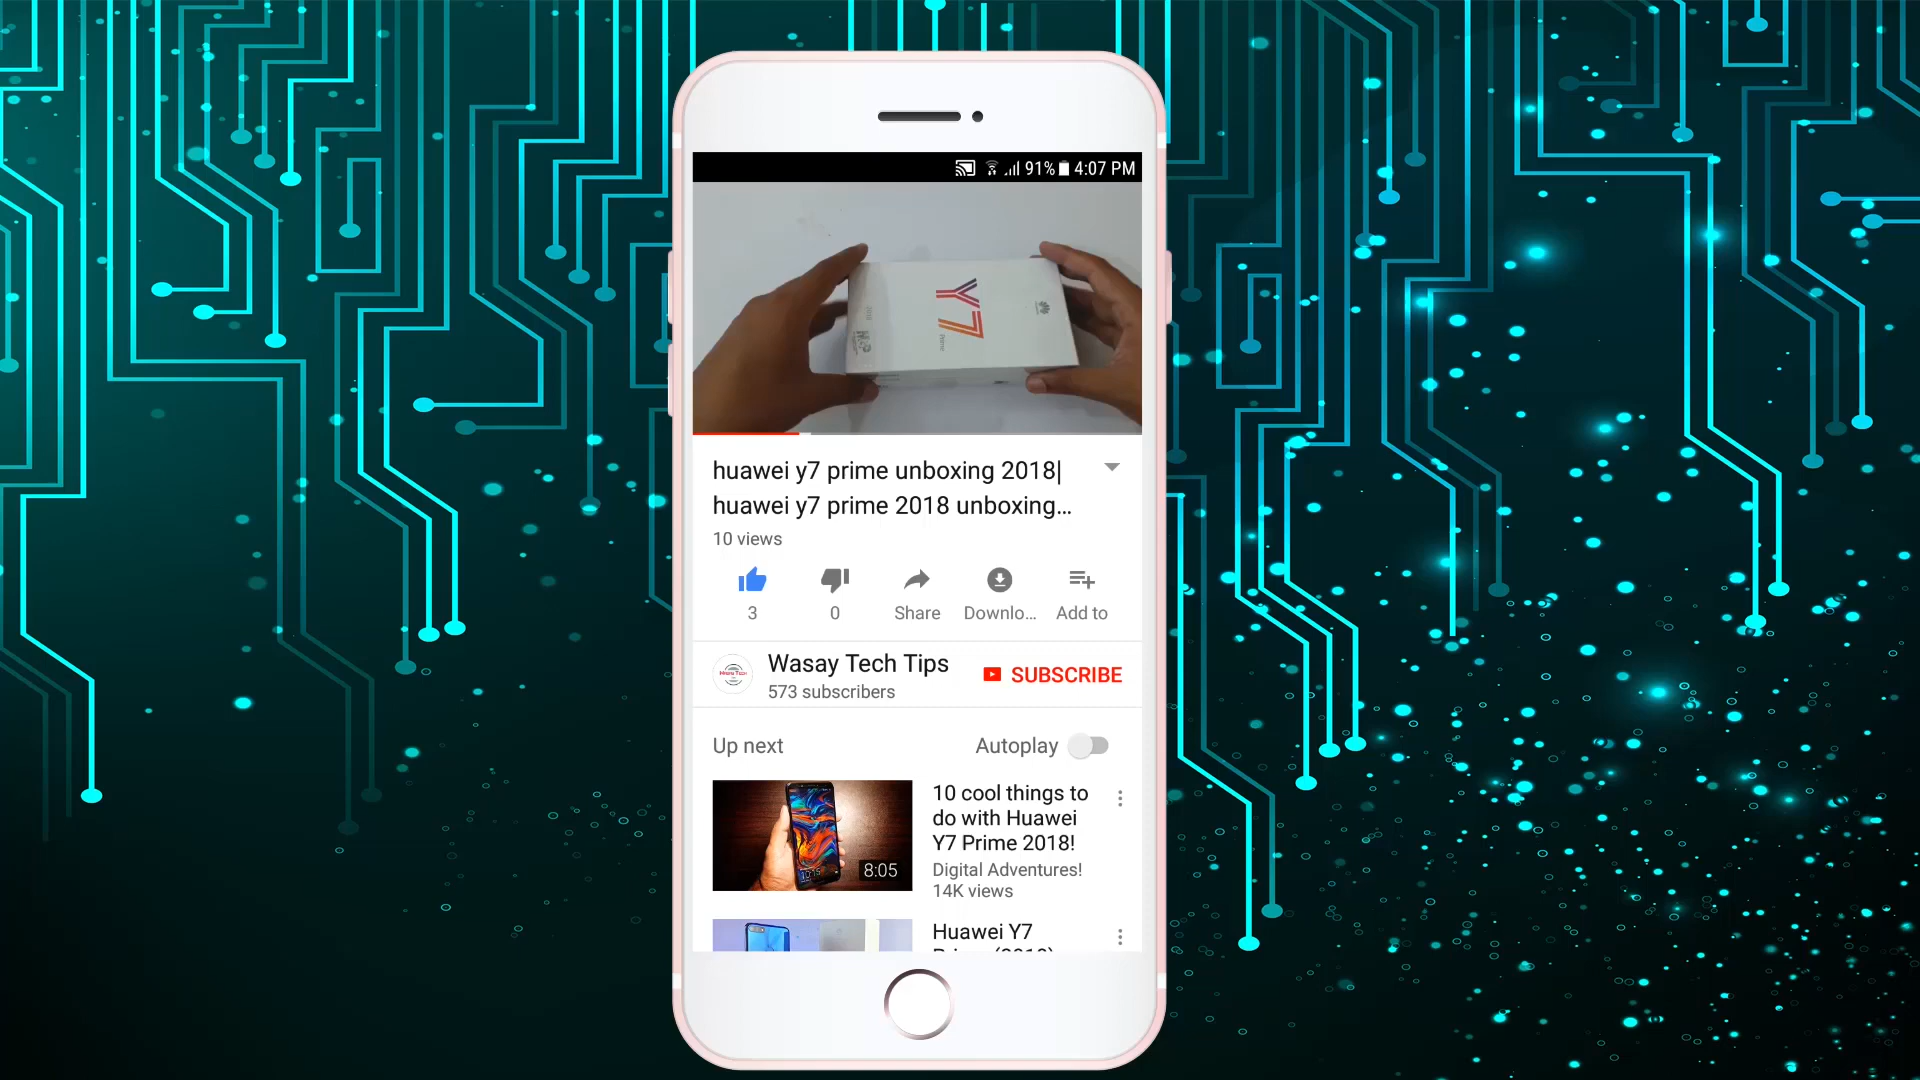 91% 4:07 PM
Y7
Prime
huawei y7 prime unboxing 2018|
huawei y7 prime 2018 unboxing...
10 views
3
0
Share
Downlo...
Add to
Wasay Tech Tips
573 subscribers
SUBSCRIBE
Up next
Autoplay
10 cool things to
do with Huawei
Y7 Prime 2018!
Digital Adventures!
14K views
8:05
Huawei Y7